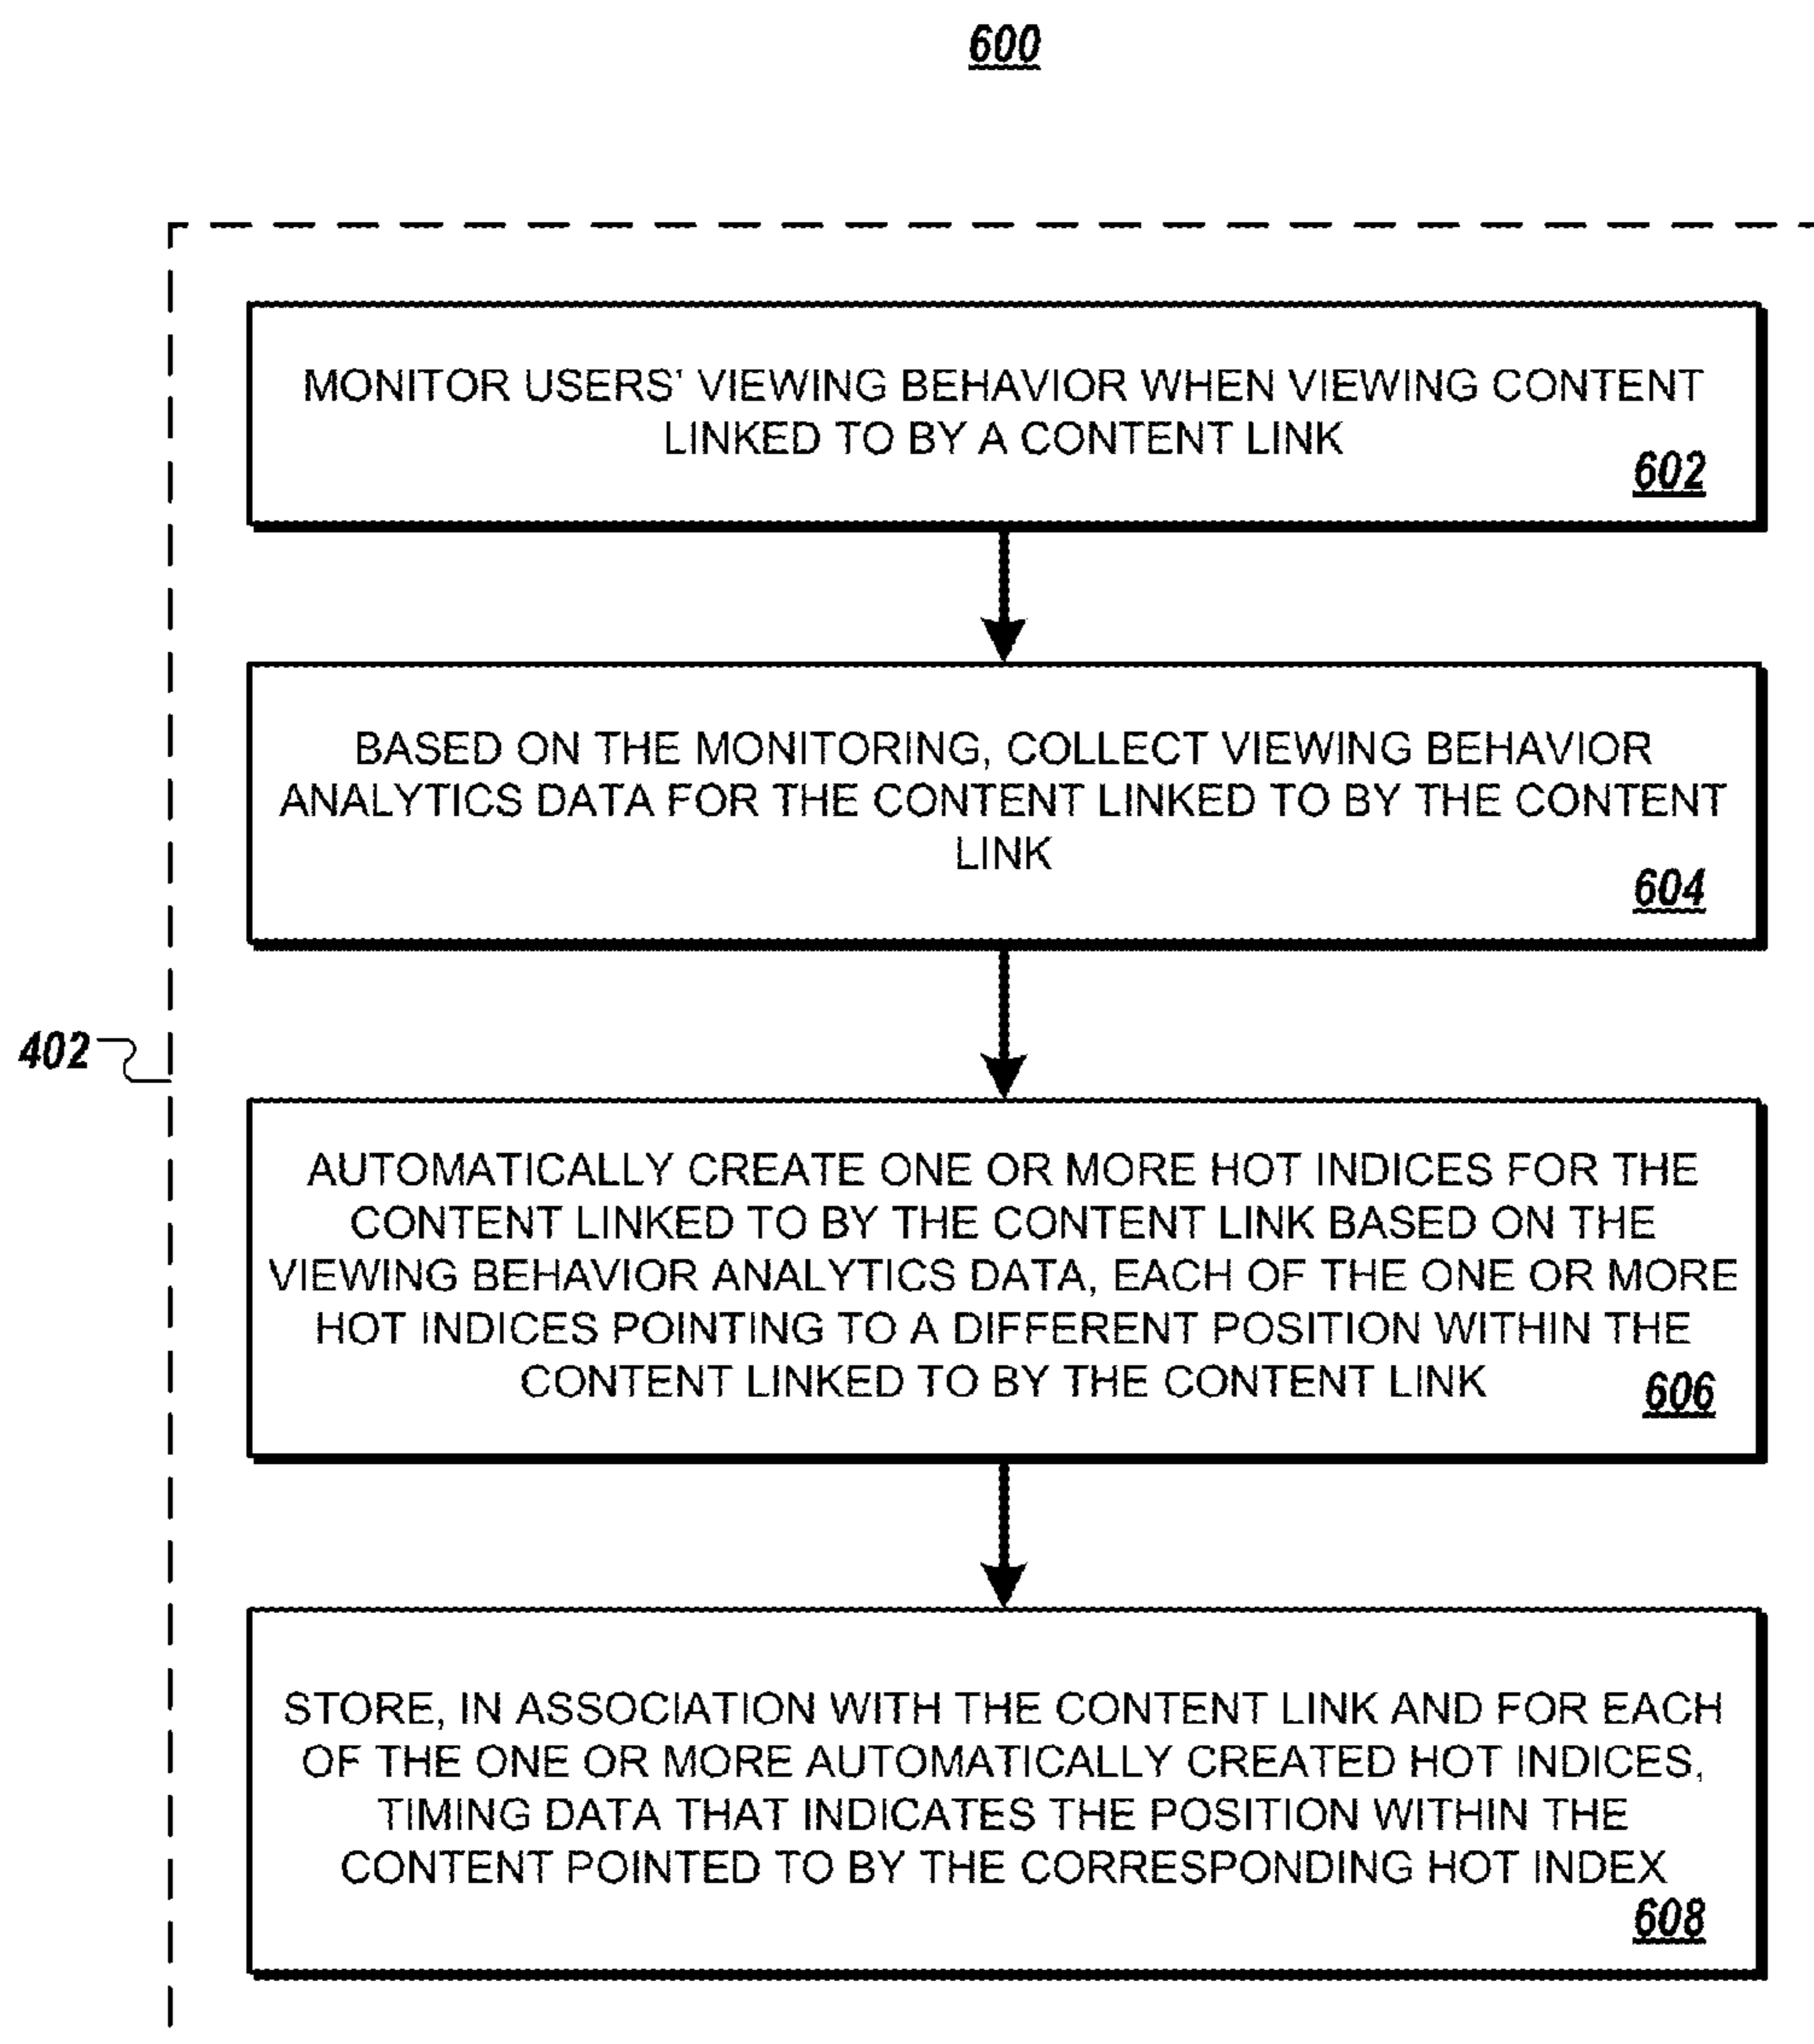 600
MONITOR USERS' VIEWING BEHAVIOR WHEN VIEWING CONTENT
LINKED TO BY A CONTENT LINK
602
BASED ON THE MONITORING, COLLECT VIEWING BEHAVIOR
ANALYTICS DATA FOR THE CONTENT LINKED TO BY THE CONTENT
LINK
604
402
AUTOMATICALLY CREATE ONE OR MORE HOT INDICES FOR THE
CONTENT LINKED TO BY THE CONTENT LINK BASED ON THE
VIEWING BEHAVIOR ANALYTICS DATA, EACH OF THE ONE OR MORE
HOT INDICES POINTING TO A DIFFERENT POSITION WITHIN THE
CONTENT LINKED TO BY THE CONTENT LINK
606
STORE, IN ASSOCIATION WITH THE CONTENT LINK AND FOR EACH
OF THE ONE OR MORE AUTOMATICALLY CREATED HOT INDICES,
TIMING DATA THAT INDICATES THE POSITION WITHIN THE
CONTENT POINTED TO BY THE CORRESPONDING HOT INDEX
608